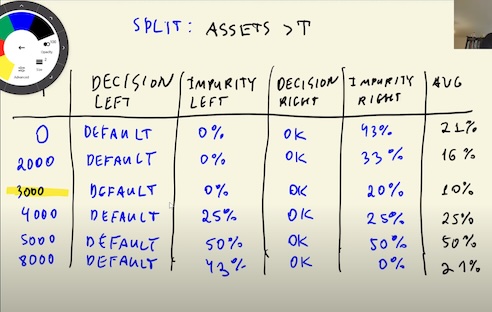 SPLIT: ASSETS >T
DECISION LEFT IMPURITY LEFT DECISION RIGHT IMPURITY RIGHT AVG
0 DEFAULT 0% OK 43% 21%
2000 DEFAULT 0% OK 33% 16%
3000 DEFAULT 0% OK 20% 10%
4000 DEFAULT 25% OK 25% 25%
5000 DEFAULT 50% OK 50% 50%
8000 DEFAULT 43% OK 0% 21%